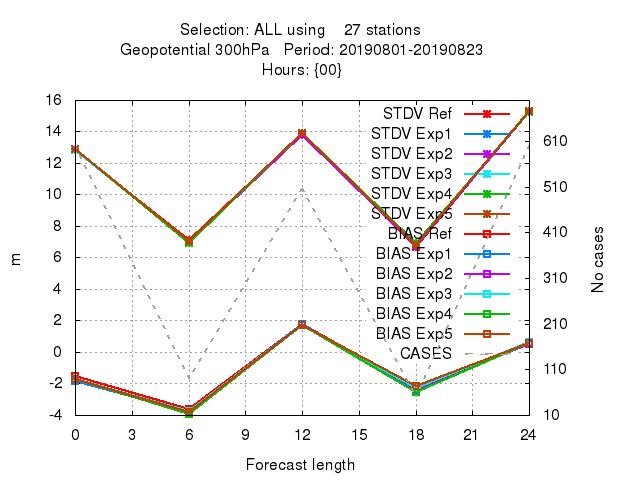 Selection: ALL using    27 stations
Geopotential 300hPa   Period: 20190801-20190823
Hours: {00}
16
14
12
10
8
6
4
2
0
-2
-4
m
STDV Ref
STDV Exp1
STDV Exp2
STDV Exp3
STDV Exp4
STDV Exp5
BIAS Ref
BIAS Exp1
BIAS Exp2
BIAS Exp3
BIAS Exp4
BIAS Exp5
CASES
610
510
410
310
210
110
10
No cases
0 3 6 9 12 15 18 21 24
Forecast length